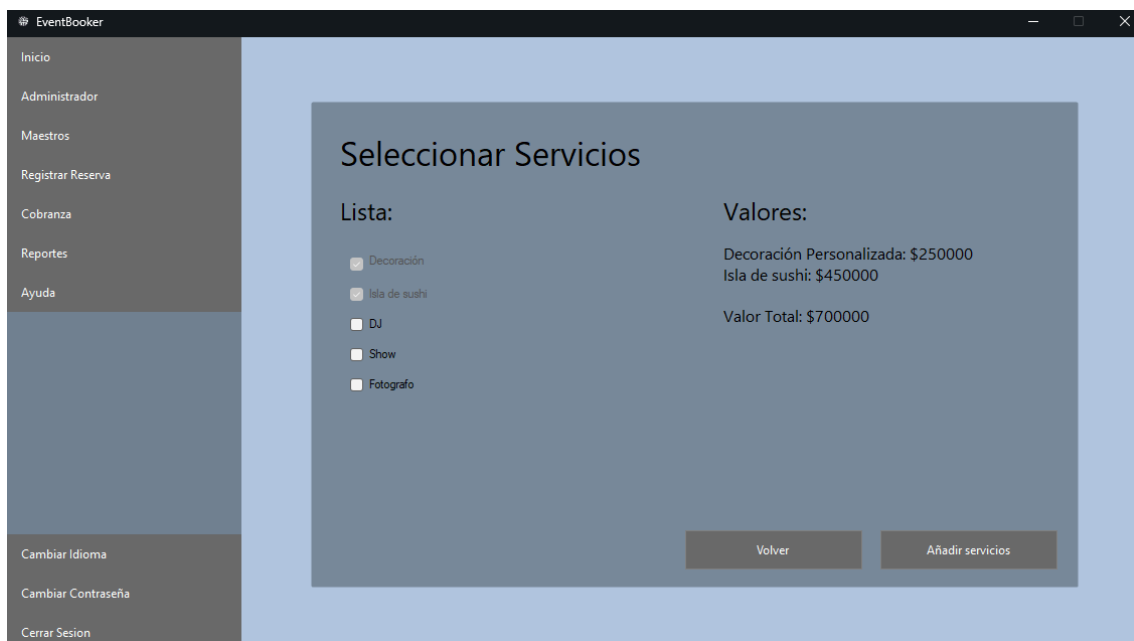 EventBooker
Inicio
Administrador
Maestros
Registrar Reserva
Cobranza
Reportes
Ayuda
Cambiar Idioma
Cambiar Contraseña
Cerrar Sesion
Seleccionar Servicios
Lista:
Decoración
Isla de sushi
DJ
Show
Fotografo
Valores:
Decoración Personalizada: $250000
Isla de sushi: $450000
Valor Total: $700000
Volver
Añadir servicios